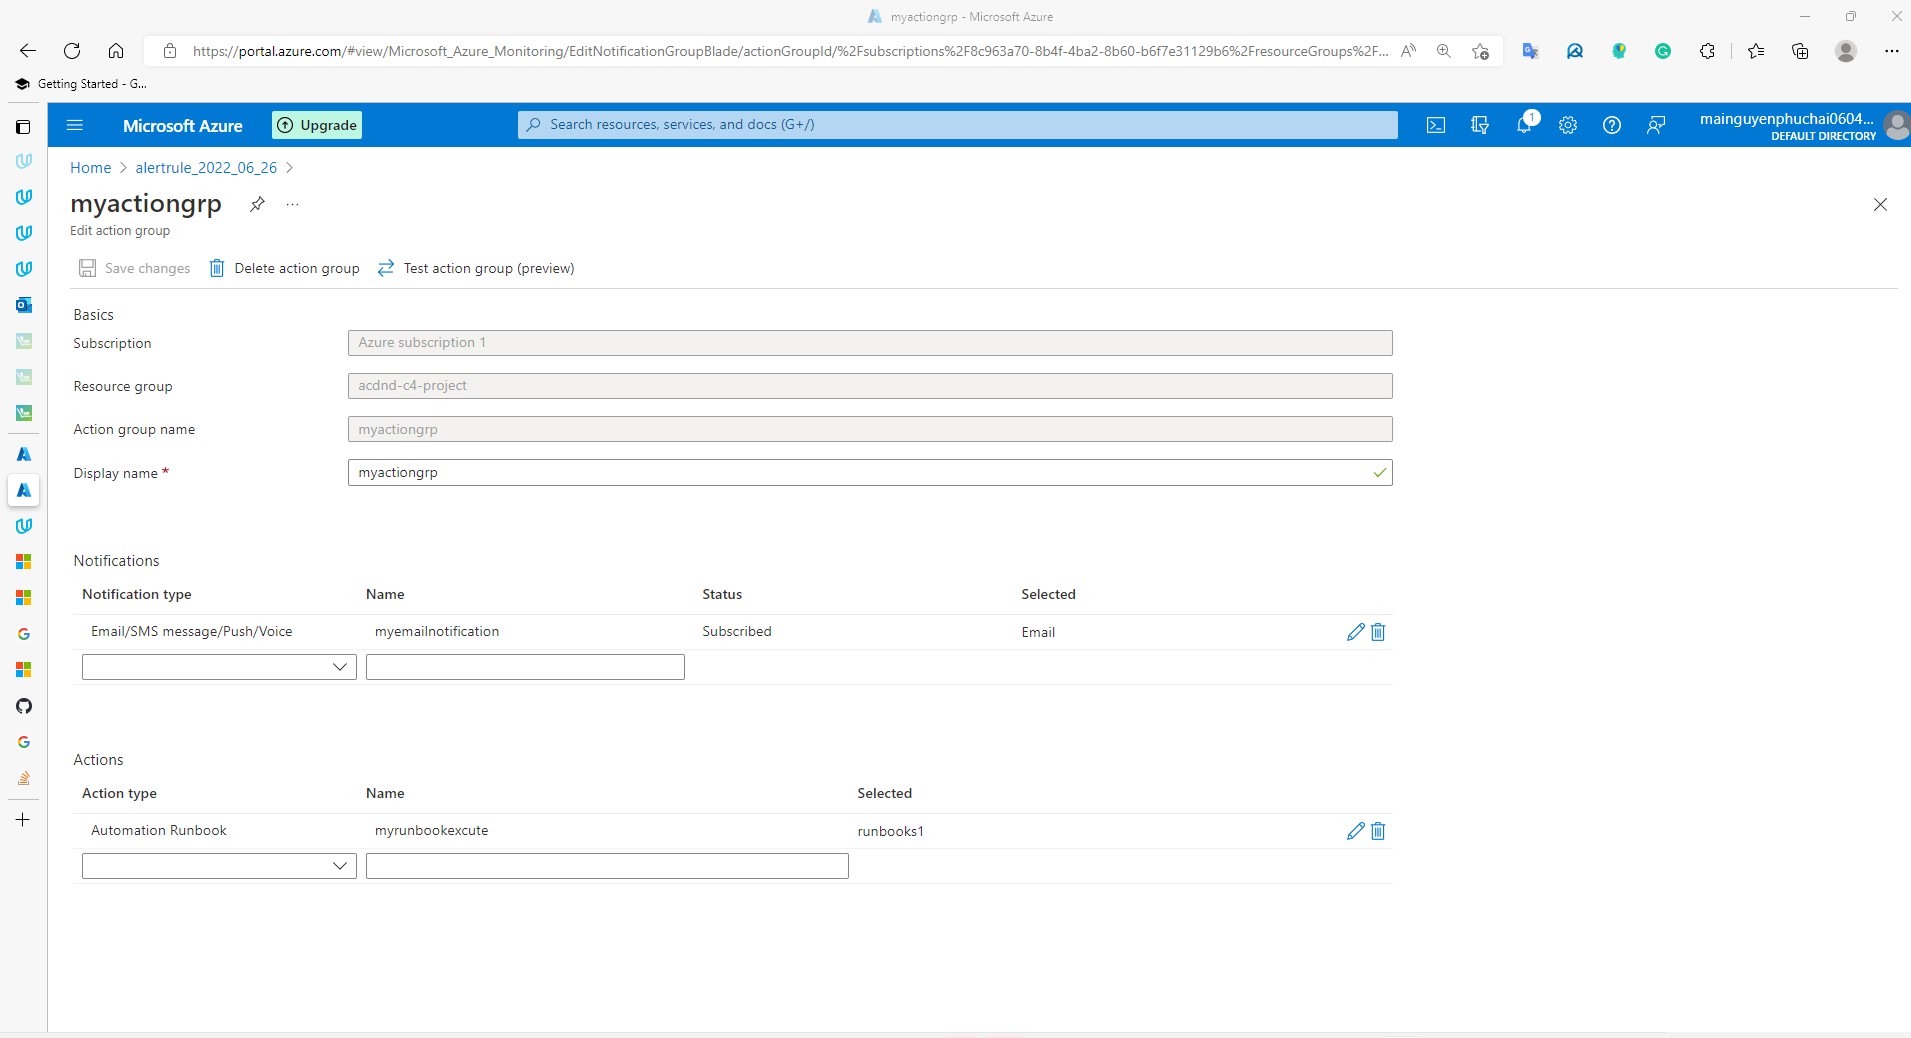 myactiongrp - Microsoft Azure
https://portal.azure.com/#view/Microsoft_Azure_Monitoring/EditNotificationGroupBlade/actionGroupId/%2Fsubscriptions%2F8c963a70-8b4f-4ba2-8b60-b6f7e31129b6%2FresourceGroups%2F...
Getting Started - G...
Microsoft Azure
Upgrade
Search resources, services, and docs (G+/)
1
mainguyenphuchai0604...
DEFAULT DIRECTORY
Home > alertrule_2022_06_26 >
myactiongrp ...
Edit action group
Save changes Delete action group Test action group (preview)
Basics
Subscription Azure subscription 1
Resource group acdnd-c4-project
Action group name myactiongrp
Display name * myactiongrp
Notifications
Notification type Name Status Selected
Email/SMS message/Push/Voice myemailnotification Subscribed Email
Actions
Action type Name Selected
Automation Runbook myrunbookexcute runbooks1